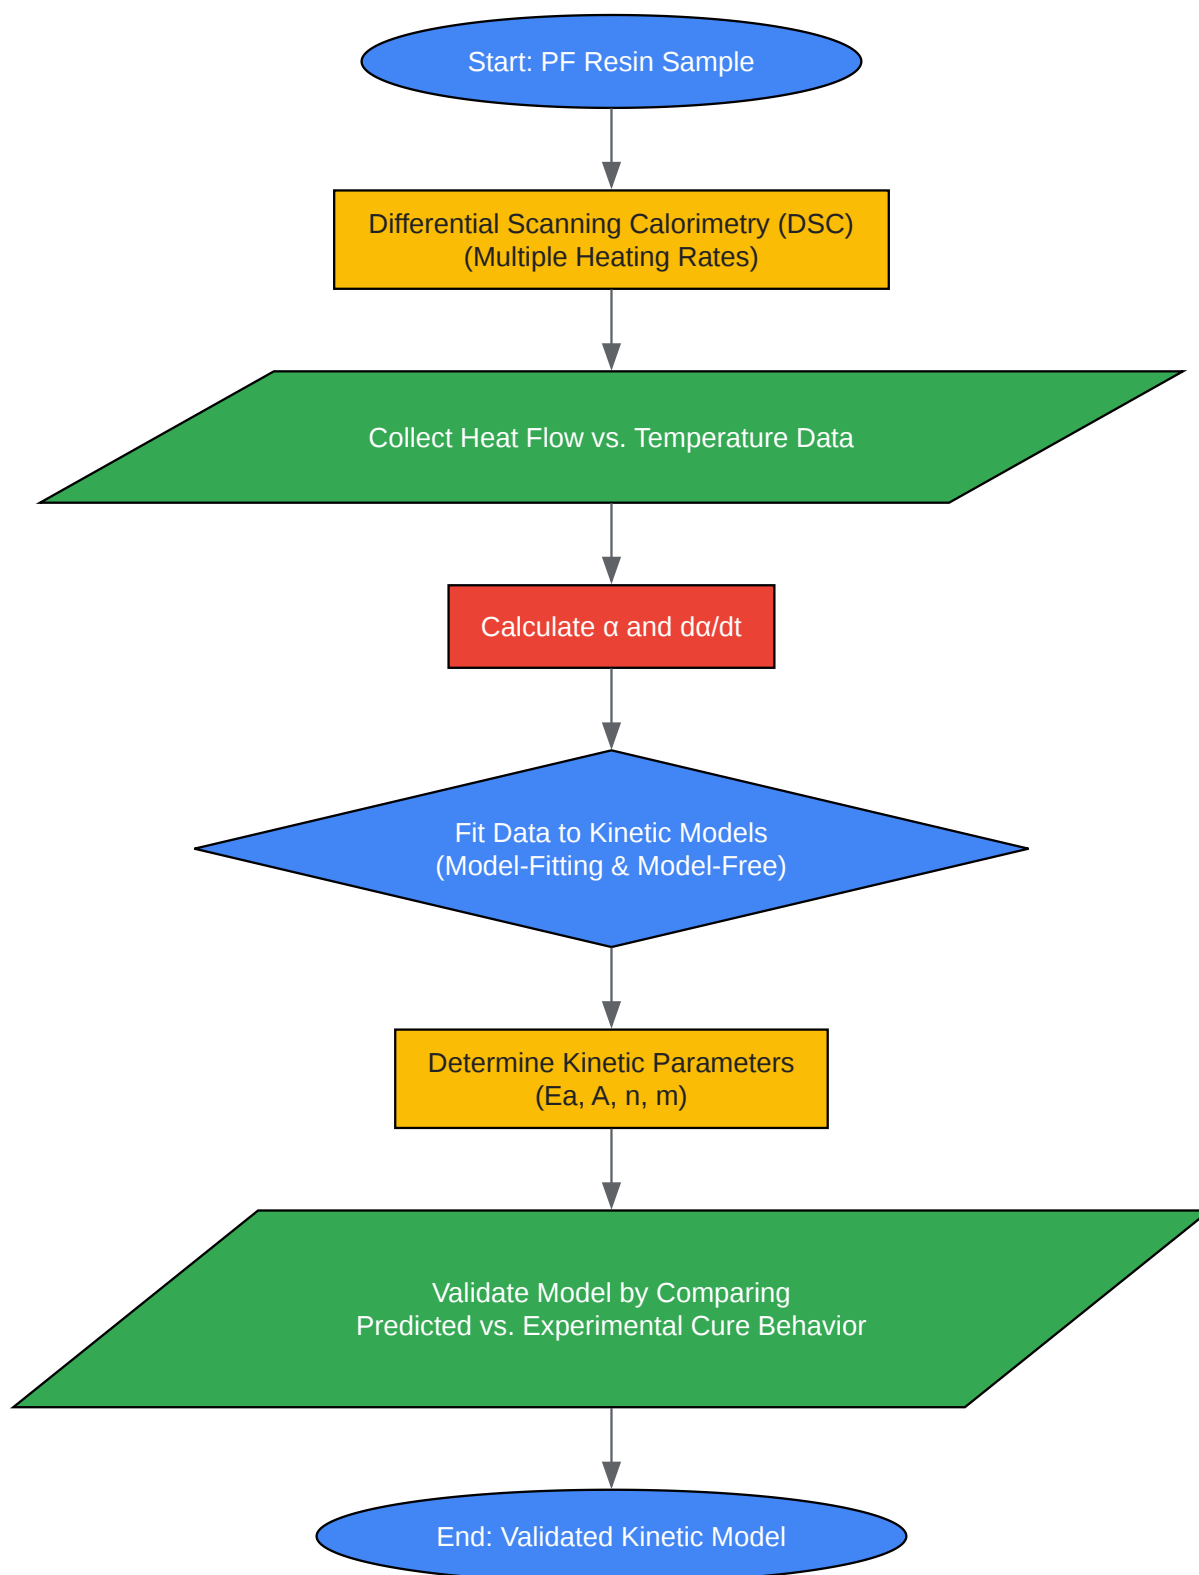 Start: PF Resin Sample
Differential Scanning Calorimetry (DSC)
(Multiple Heating Rates)
Collect Heat Flow vs. Temperature Data
Calculate α and dα/dt
Fit Data to Kinetic Models
(Model-Fitting & Model-Free)
Determine Kinetic Parameters
(Ea, A, n, m)
Validate Model by Comparing
Predicted vs. Experimental Cure Behavior
End: Validated Kinetic Model